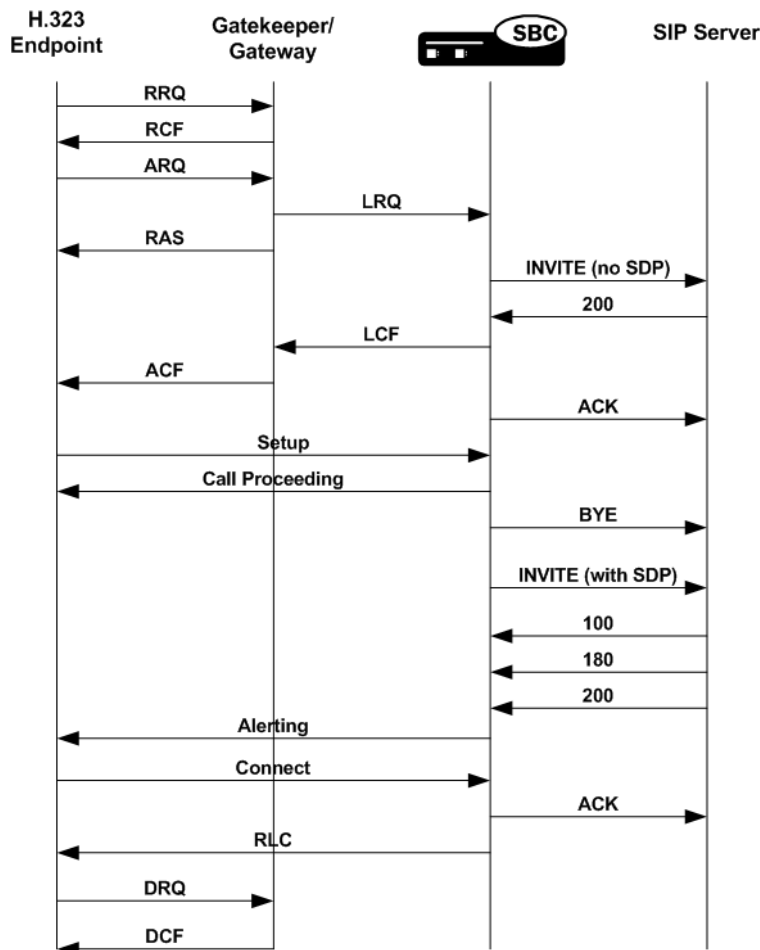 H.323
Endpoint
Gatekeeper/
Gateway
SBC
SIP Server
RRQ
RCF
ARQ
LRQ
RAS
INVITE (no SDP)
200
LCF
ACF
ACK
Setup
Call Proceeding
BYE
INVITE (with SDP)
100
180
200
Alerting
Connect
ACK
RLC
DRQ
DCF